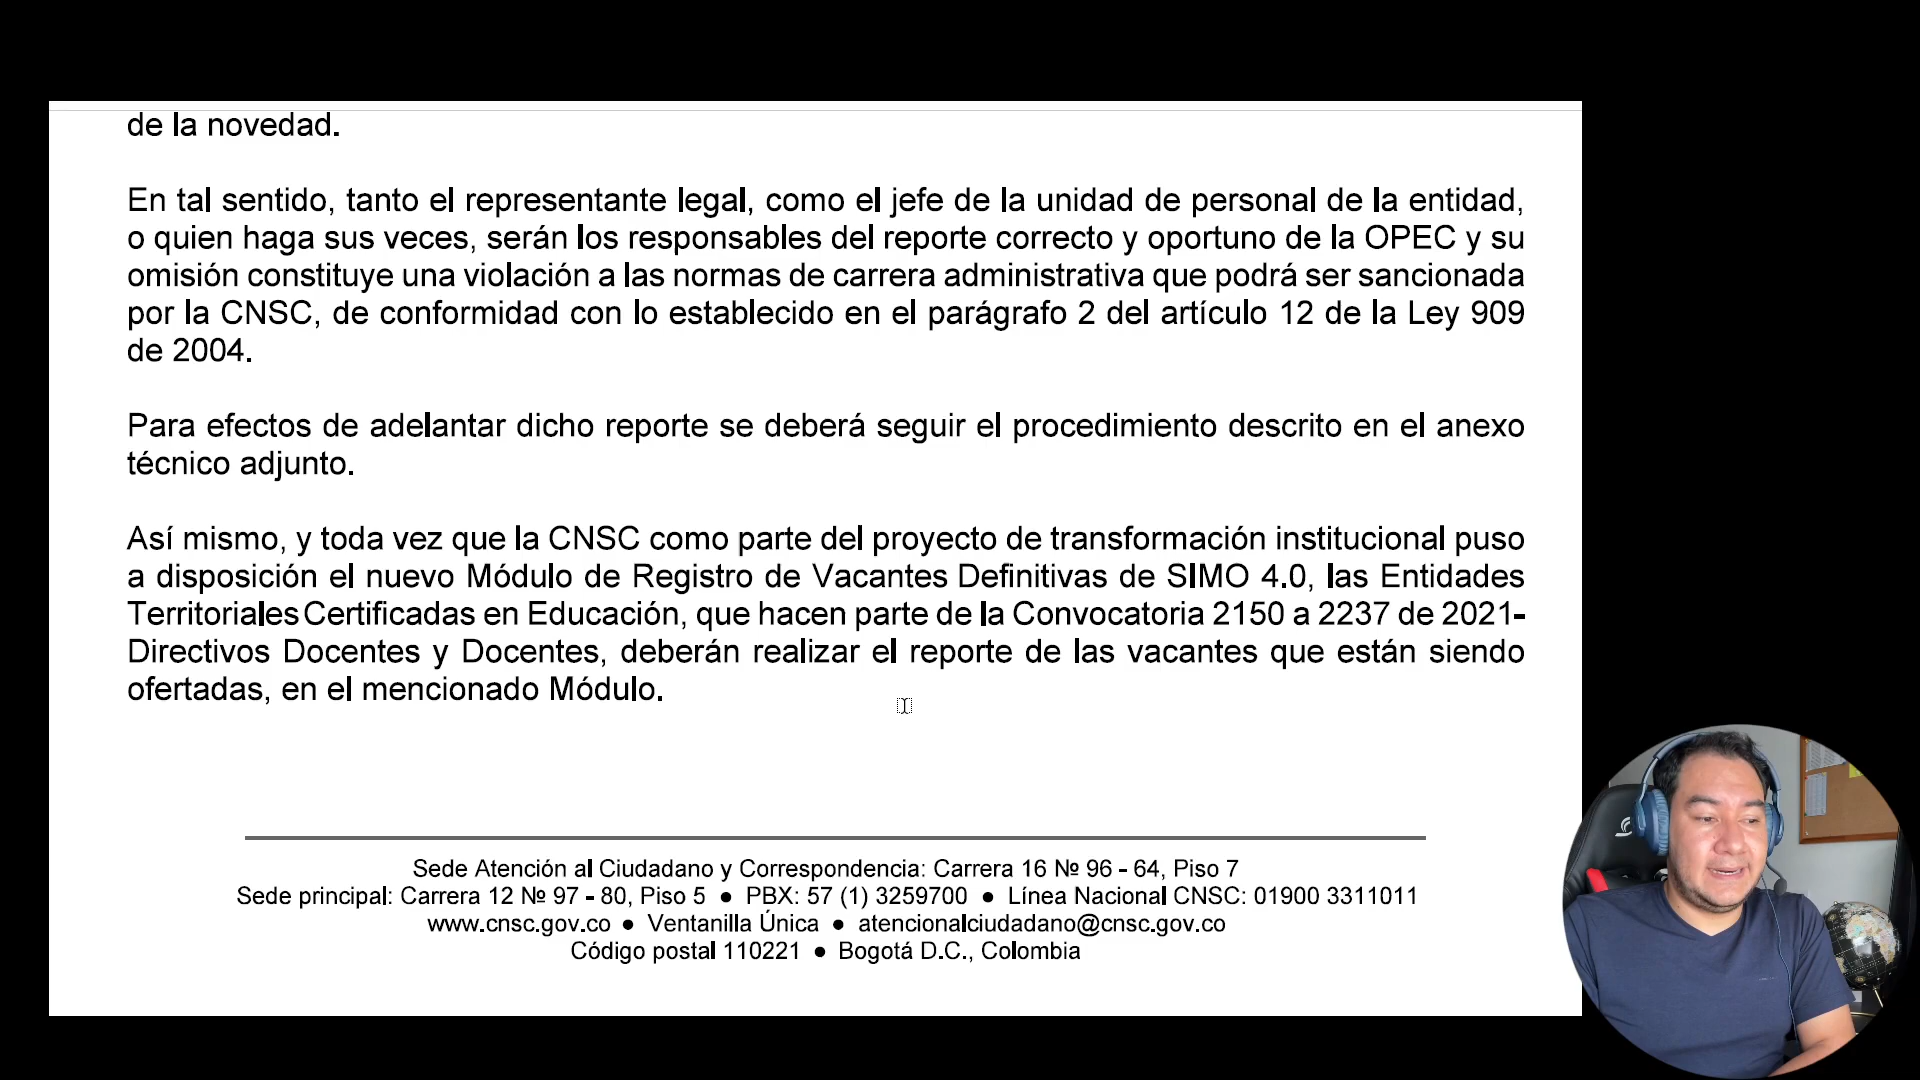 de la novedad.
En tal sentido, tanto el representante legal, como el jefe de la unidad de personal de la entidad,
o quien haga sus veces, serán los responsables del reporte correcto y oportuno de la OPEC y su
omisión constituye una violación a las normas de carrera administrativa que podrá ser sancionada
por la CNSC, de conformidad con lo establecido en el parágrafo 2 del artículo 12 de la Ley 909
de 2004.
Para efectos de adelantar dicho reporte se deberá seguir el procedimiento descrito en el anexo
técnico adjunto.
Así mismo, y toda vez que la CNSC como parte del proyecto de transformación institucional puso
a disposición el nuevo Módulo de Registro de Vacantes Definitivas de SIMO 4.0, las Entidades
Territoriales Certificadas en Educación, que hacen parte de la Convocatoria 2150 a 2237 de 2021-
Directivos Docentes y Docentes, deberán realizar el reporte de las vacantes que están siendo
ofertadas, en el mencionado Módulo.
Sede Atención al Ciudadano y Correspondencia: Carrera 16 № 96 - 64, Piso 7
Sede principal: Carrera 12 № 97 - 80, Piso 5 ● PBX: 57 (1) 3259700 ● Línea Nacional CNSC: 01900 3311011
www.cnsc.gov.co ● Ventanilla Única ● atencionalciudadano@cnsc.gov.co
Código postal 110221 ● Bogotá D.C., Colombia